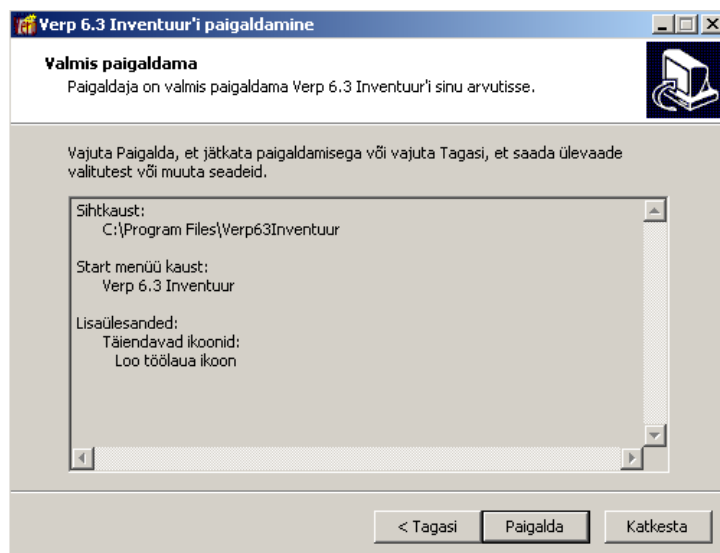 Verp 6.3 Inventuur'i paigaldamine
Valmis paigaldama
Paigaldaja on valmis paigaldama Verp 6.3 Inventuur'i sinu arvutisse.
Vajuta Paigalda, et jätkata paigaldamisega või vajuta Tagasi, et saada ülevaade
valitutest või muuta seadeid.
Sihtkaust:
C:\Program Files\Verp63Inventuur
Start menüü kaust:
Verp 6.3 Inventuur
Lisaülesanded:
Täiendavad ikoonid:
Loo töölaua ikoon
< Tagasi
Paigalda
Katkesta